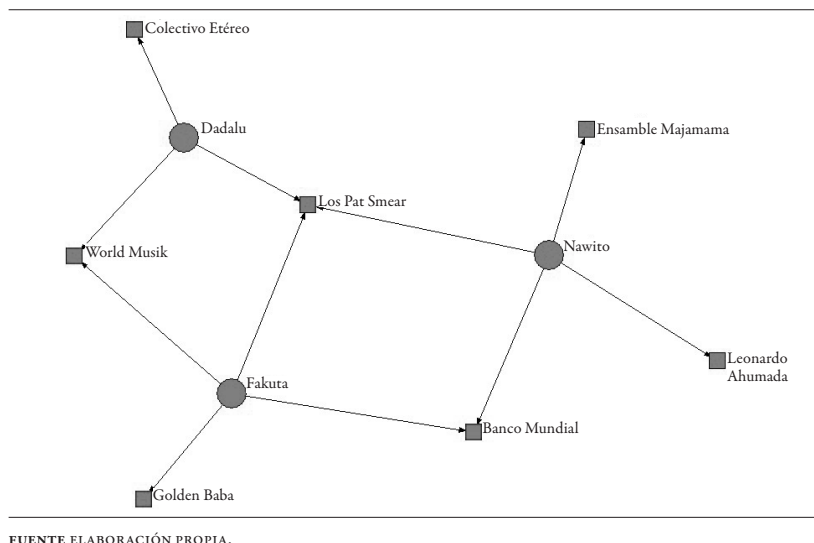 Colectivo Etéreo
Dadalu
Ensamble Majamama
Los Pat Smear
Nawito
World Musik
Leonardo
Ahumada
Fakuta
Banco Mundial
Golden Baba
FUENTE ELABORACIÓN PROPIA.